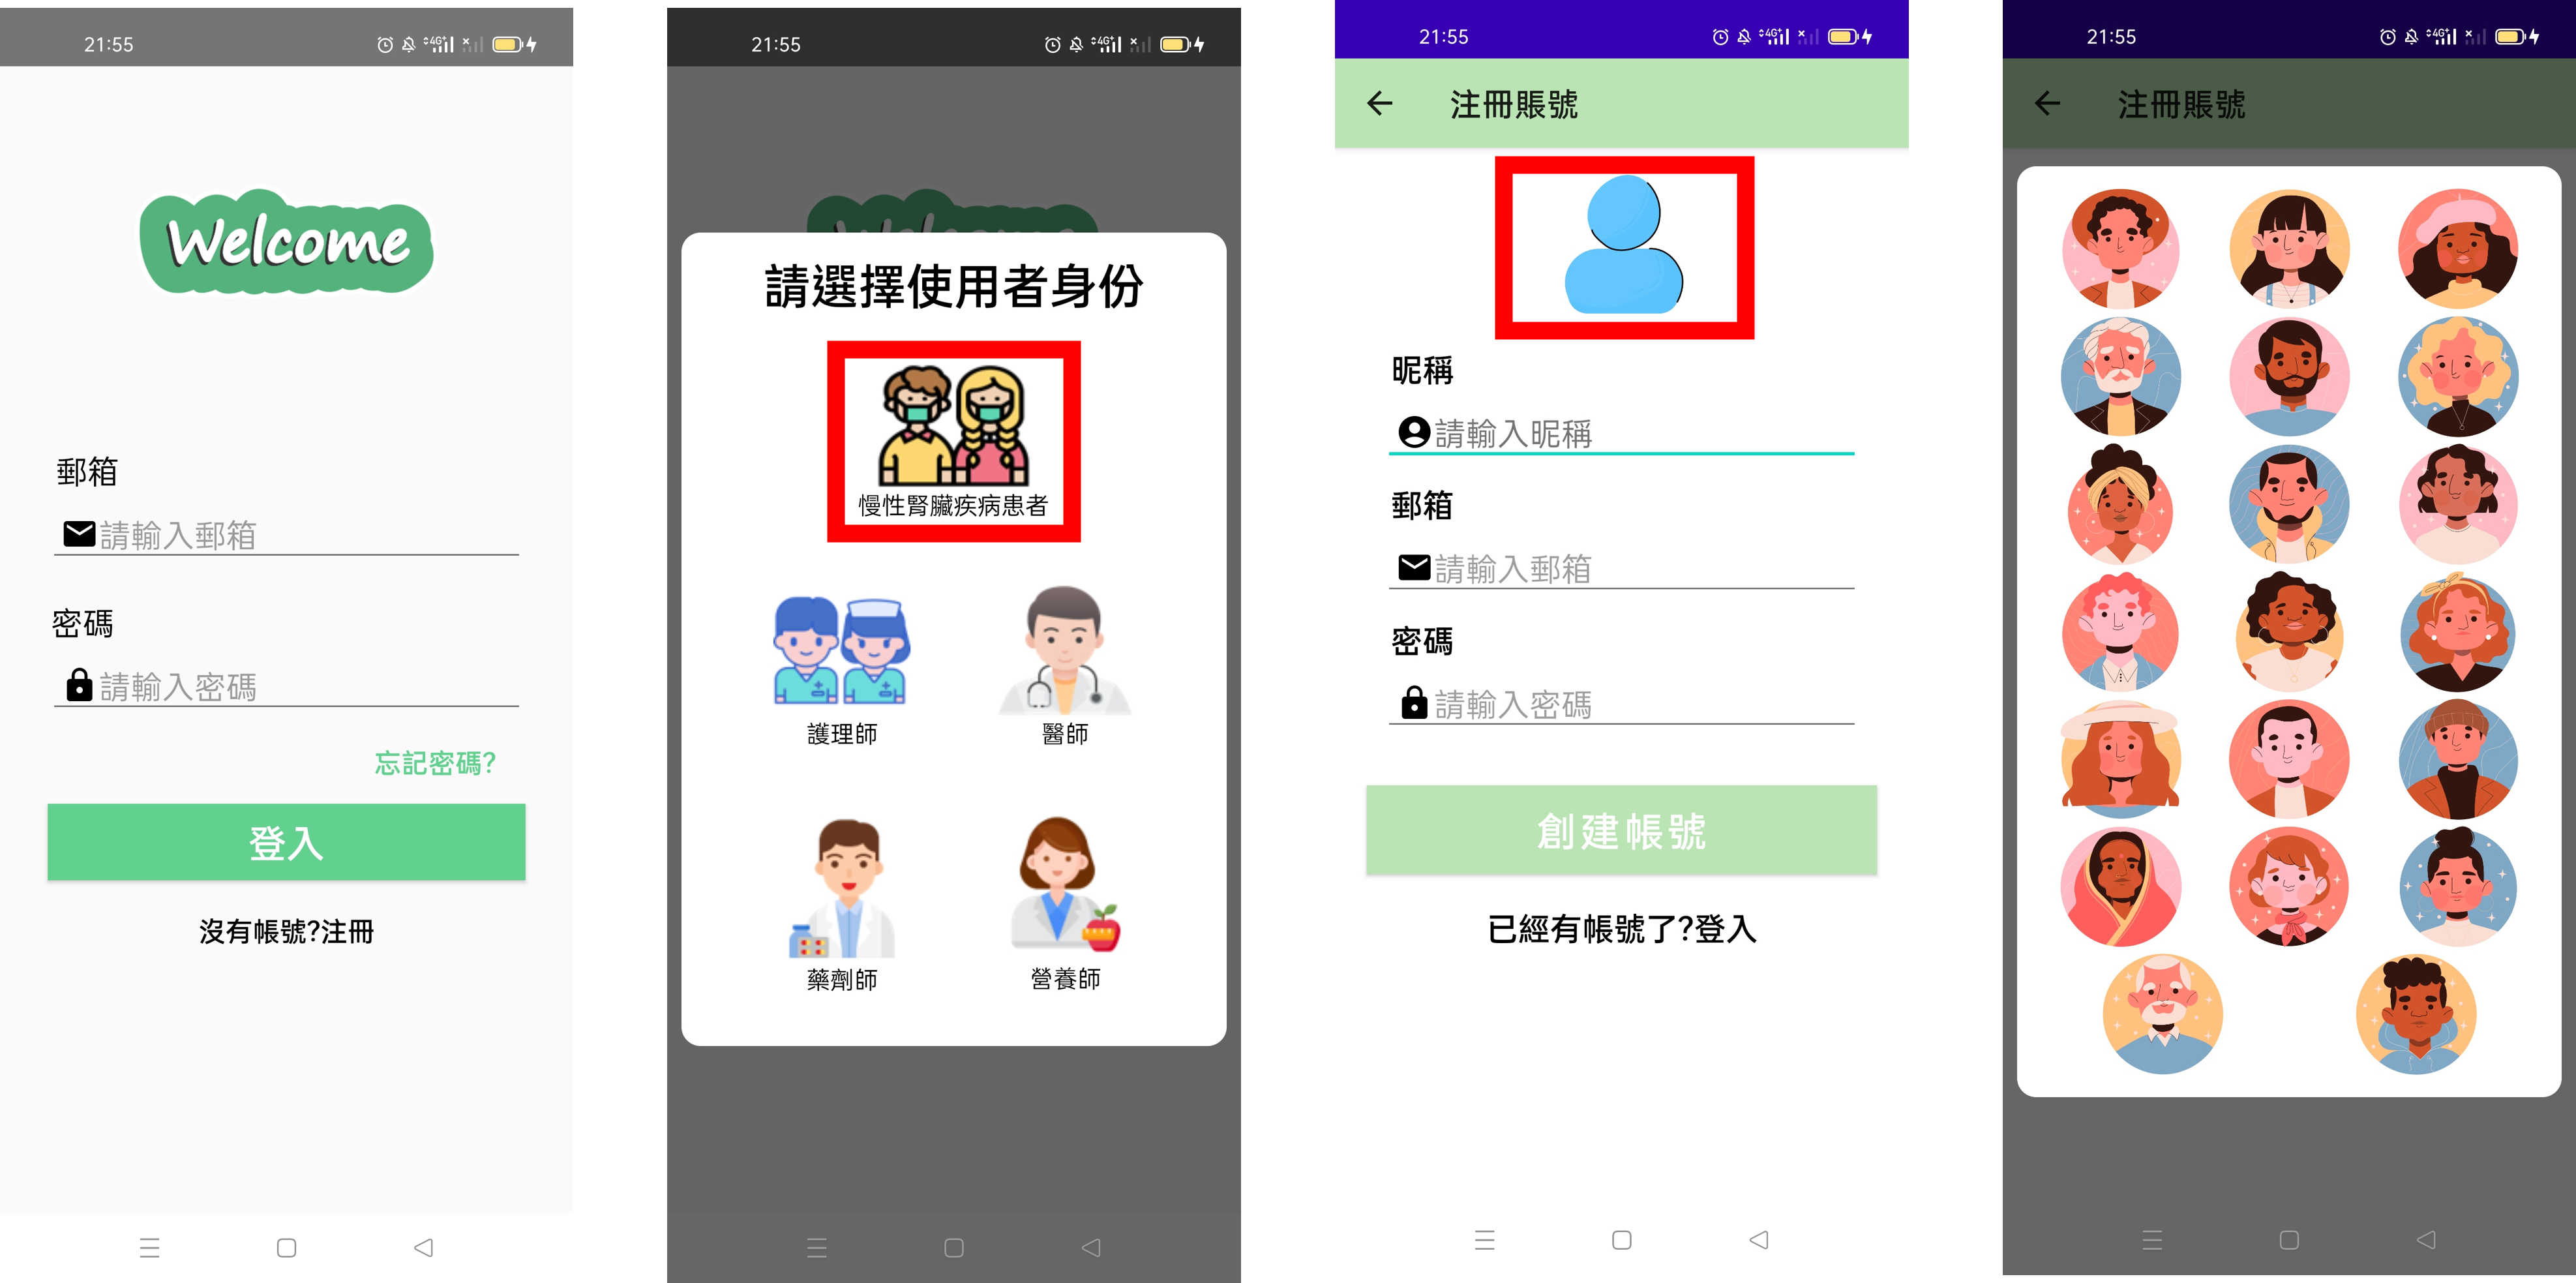 21:55
4G+
Welcome
郵箱
請輸入郵箱
密碼
請輸入密碼
忘記密碼?
登入
沒有帳號?注冊
21:55
4G+
請選擇使用者身份
慢性腎臟疾病患者
護理師
醫師
藥劑師
營養師
21:55
4G+
注冊賬號
昵稱
請輸入昵稱
郵箱
請輸入郵箱
密碼
請輸入密碼
創建帳號
已經有帳號了?登入
21:55
4G+
注冊賬號